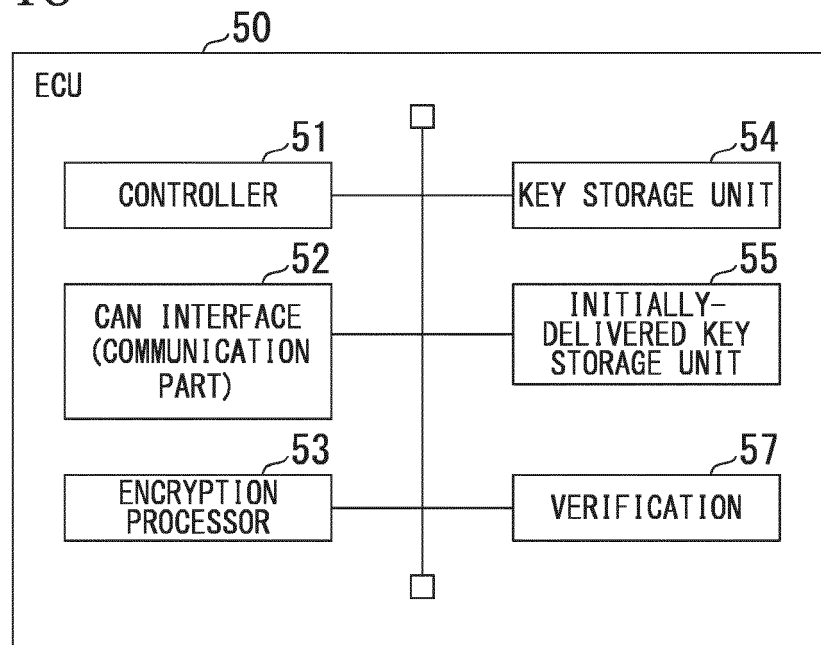 50
ECU
51
CONTROLLER
54
KEY STORAGE UNIT
52
CAN INTERFACE
(COMMUNICATION
PART)
55
INITIALLY-
DELIVERED KEY
STORAGE UNIT
53
ENCRYPTION
PROCESSOR
57
VERIFICATION